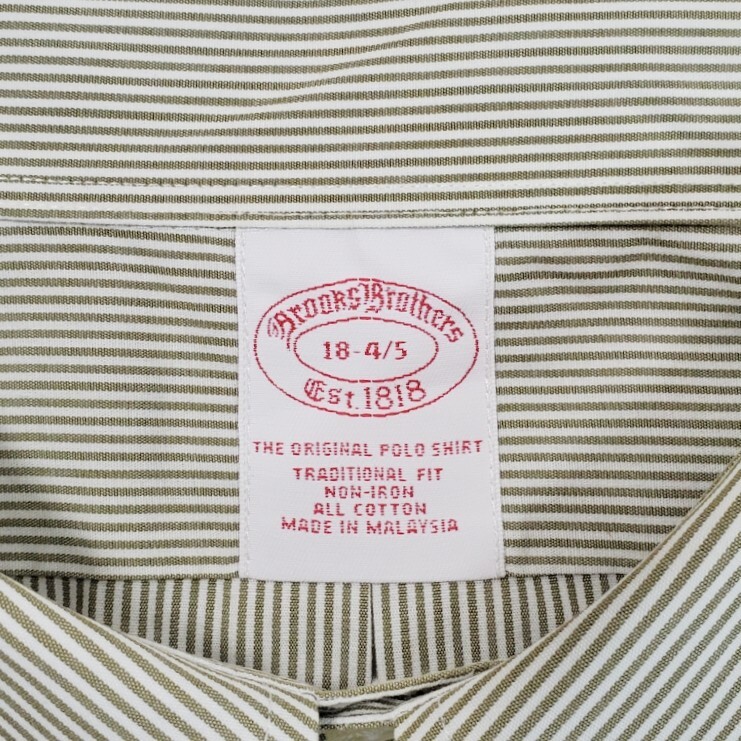 Brooks Brothers
18-4/5
Est. 1818
THE ORIGINAL POLO SHIRT
TRADITIONAL FIT
NON-IRON
ALL COTTON
MADE IN MALAYSIA